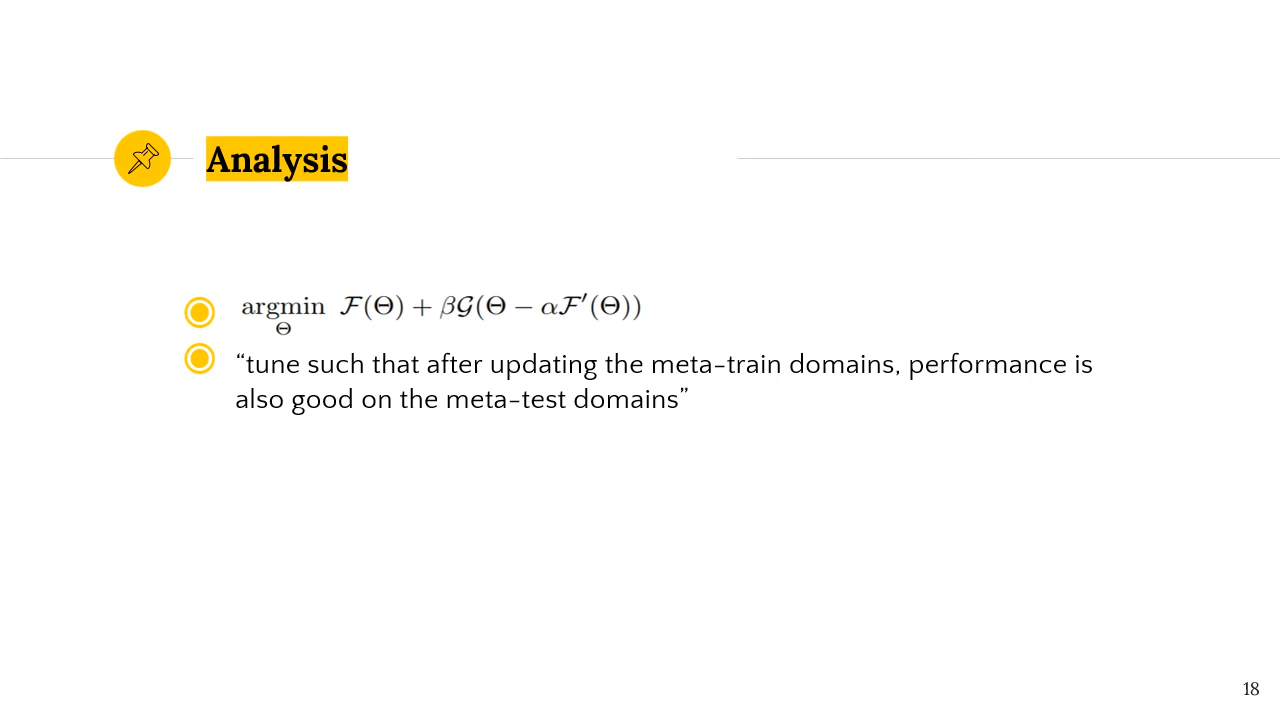 Analysis
argmin F(Θ) + βG(Θ − αF′(Θ))
Θ
“tune such that after updating the meta-train domains, performance is
also good on the meta-test domains”
18